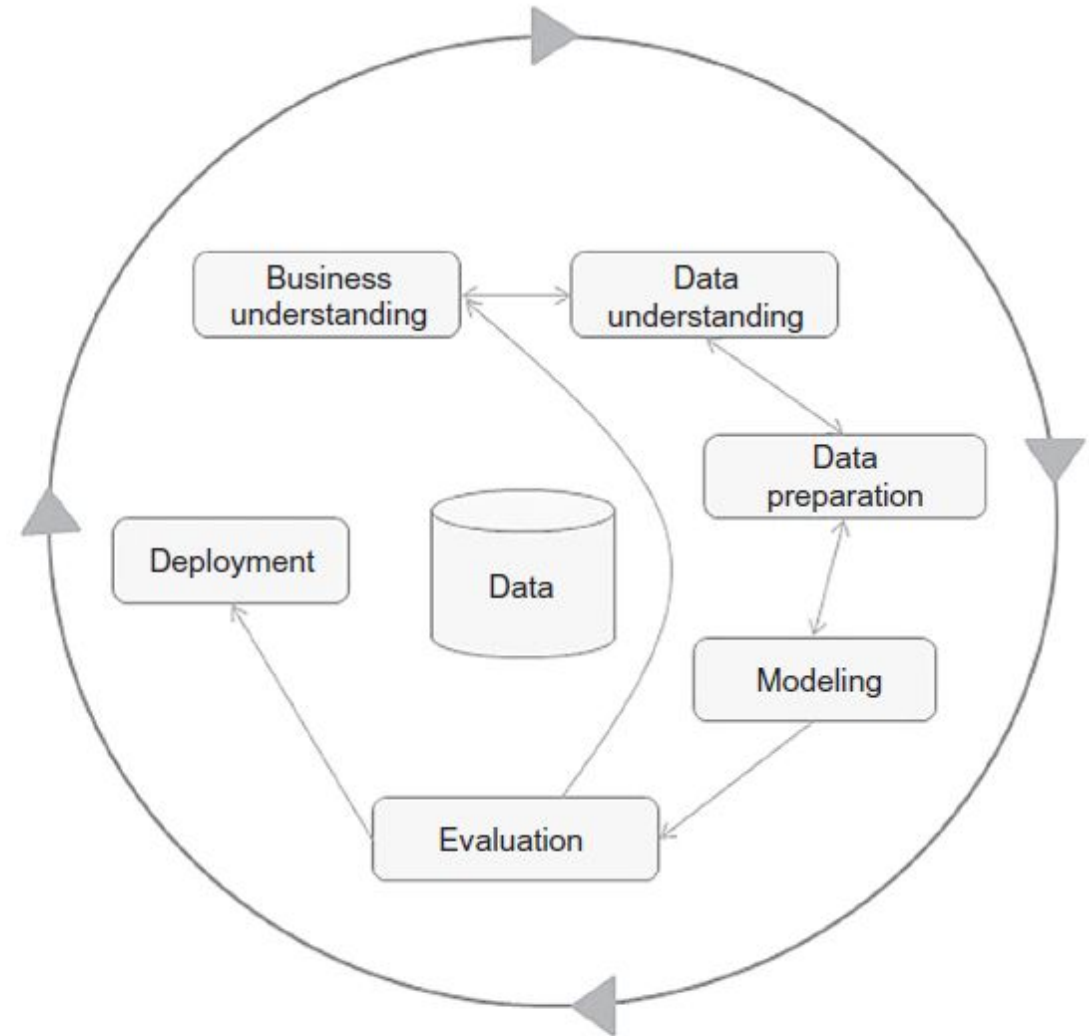 Business
understanding
Data
understanding
Data
preparation
Deployment
Data
Modeling
Evaluation